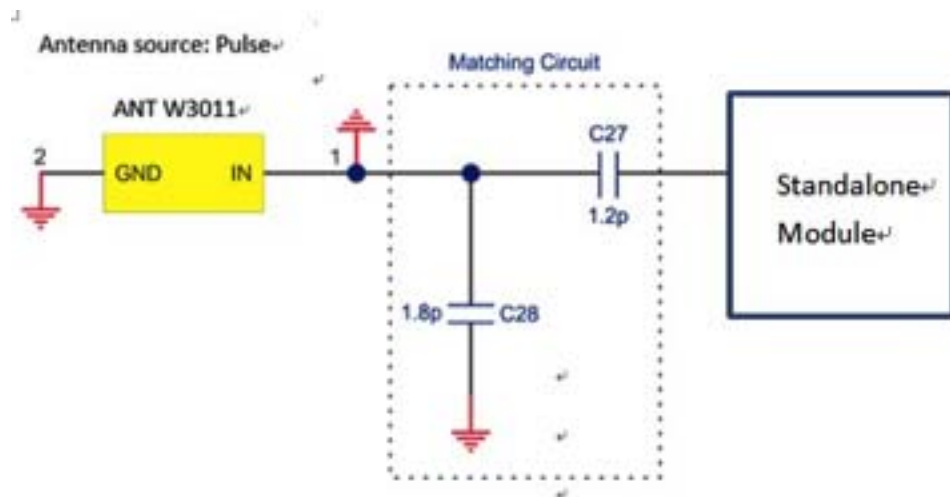 Antenna source: Pulse
Matching Circuit
ANT W3011
2
GND
IN
1
C27
1.2p
Standalone
Module
1.8p
C28